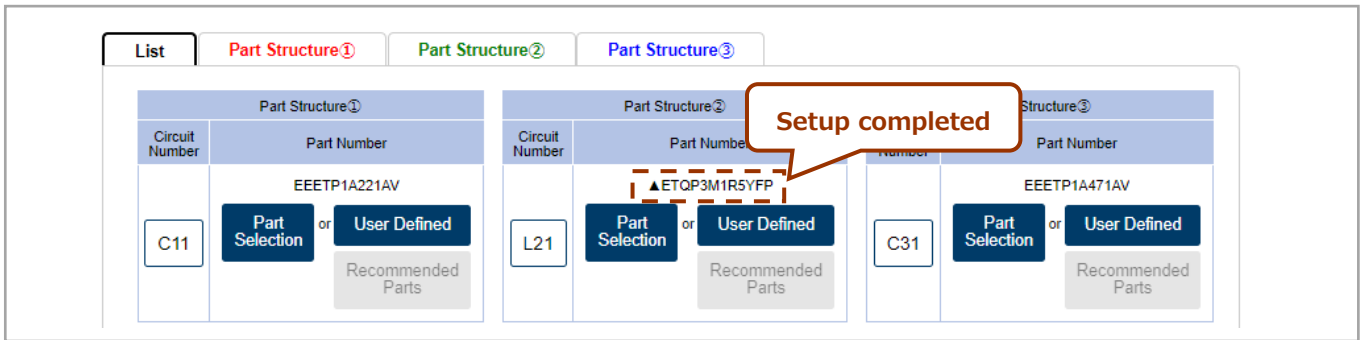 List
Part Structure①
Part Structure②
Part Structure③
Part Structure①
Circuit
Number
Part Number
C11
EEETP1A221AV
Part
Selection
or
User Defined
Recommended
Parts
Part Structure②
Circuit
Number
Part Number
L21
▲ETQP3M1R5YFP
Part
Selection
or
User Defined
Recommended
Parts
Setup completed
Structure③
Number
Part Number
C31
EEETP1A471AV
Part
Selection
or
User Defined
Recommended
Parts